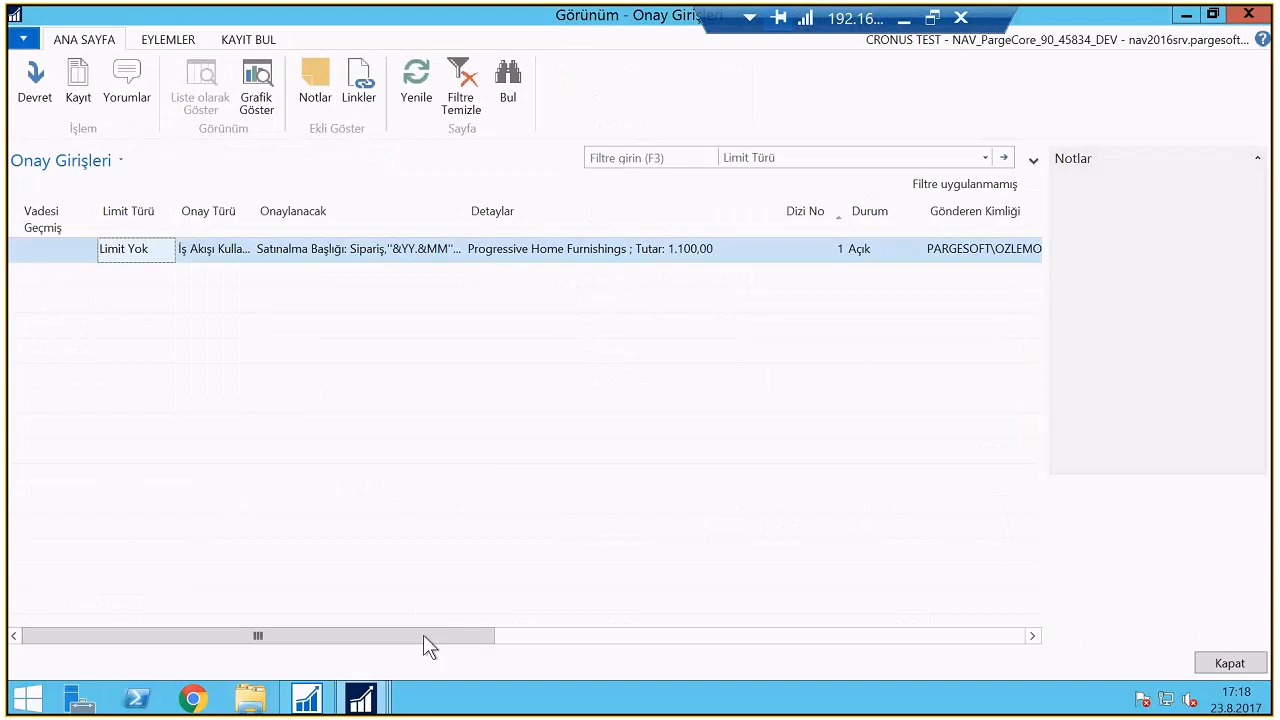 Görünüm - Onay Girişleri
192.16...
ANA SAYFA EYLEMLER KAYIT BUL
CRONUS TEST - NAV_PargeCore_90_45834_DEV - nav2016srv.pargesoft...
Devret Kayıt Yorumlar Liste olarak Göster Grafik Göster Notlar Linkler Yenile Filtre Temizle Bul
İşlem Görünüm Ekli Göster Sayfa
Onay Girişleri
Filtre girin (F3) Limit Türü
Filtre uygulanmamış
Notlar
Vadesi Geçmiş Limit Türü Onay Türü Onaylanacak Detaylar Dizi No Durum Gönderen Kimliği
Limit Yok İş Akışı Kulla... Satınalma Başlığı: Sipariş,"&YY.&MM"... Progressive Home Furnishings ; Tutar: 1.100,00 1 Açık PARGESOFT\OZLEMO
Kapat
17:18
23.8.2017